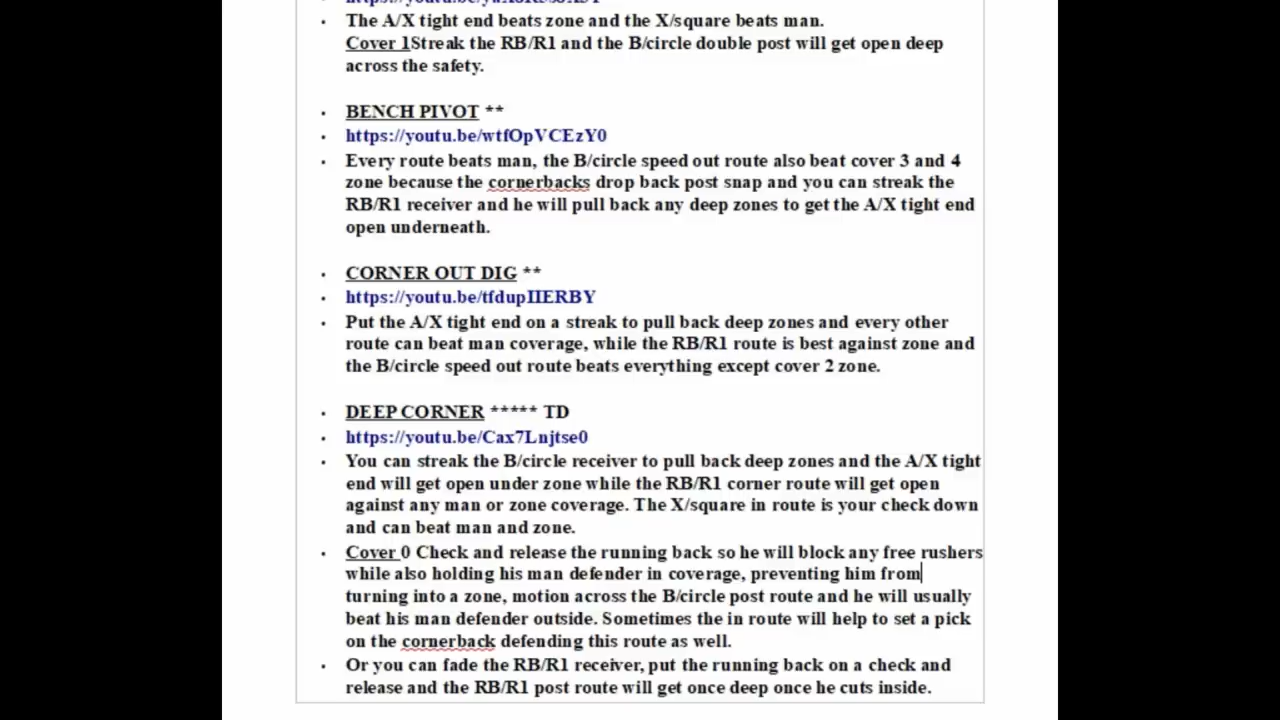 The A/X tight end beats zone and the X/square beats man.
Cover 1Streak the RB/R1 and the B/circle double post will get open deep
across the safety.
BENCH PIVOT **
https://youtu.be/wtfOpVCEzY0
Every route beats man, the B/circle speed out route also beat cover 3 and 4
zone because the cornerbacks drop back post snap and you can streak the
RB/R1 receiver and he will pull back any deep zones to get the A/X tight end
open underneath.
CORNER OUT DIG **
https://youtu.be/tfdupIIERBY
Put the A/X tight end on a streak to pull back deep zones and every other
route can beat man coverage, while the RB/R1 route is best against zone and
the B/circle speed out route beats everything except cover 2 zone.
DEEP CORNER ***** TD
https://youtu.be/Cax7Lnjtse0
You can streak the B/circle receiver to pull back deep zones and the A/X tight
end will get open under zone while the RB/R1 corner route will get open
against any man or zone coverage. The X/square in route is your check down
and can beat man and zone.
Cover 0 Check and release the running back so he will block any free rushers
while also holding his man defender in coverage, preventing him from
turning into a zone, motion across the B/circle post route and he will usually
beat his man defender outside. Sometimes the in route will help to set a pick
on the cornerback defending this route as well.
Or you can fade the RB/R1 receiver, put the running back on a check and
release and the RB/R1 post route will get once deep once he cuts inside.